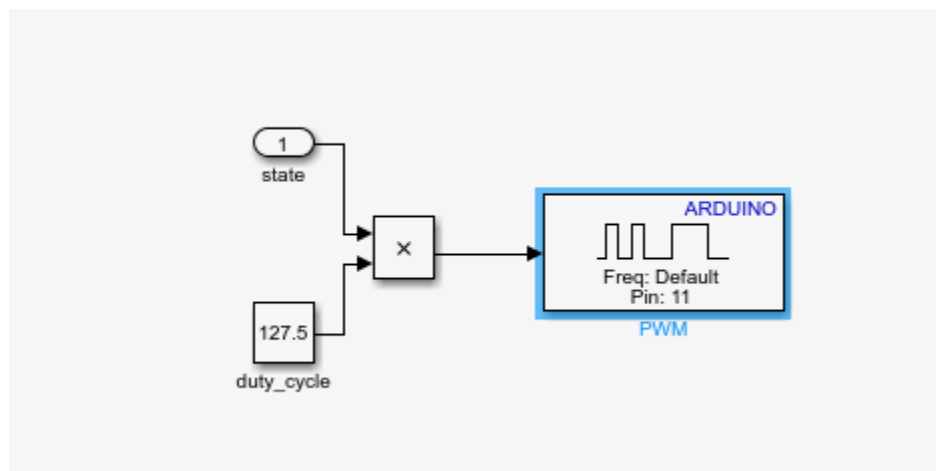 1
state
×
127.5
duty_cycle
ARDUINO
Freq: Default
Pin: 11
PWM